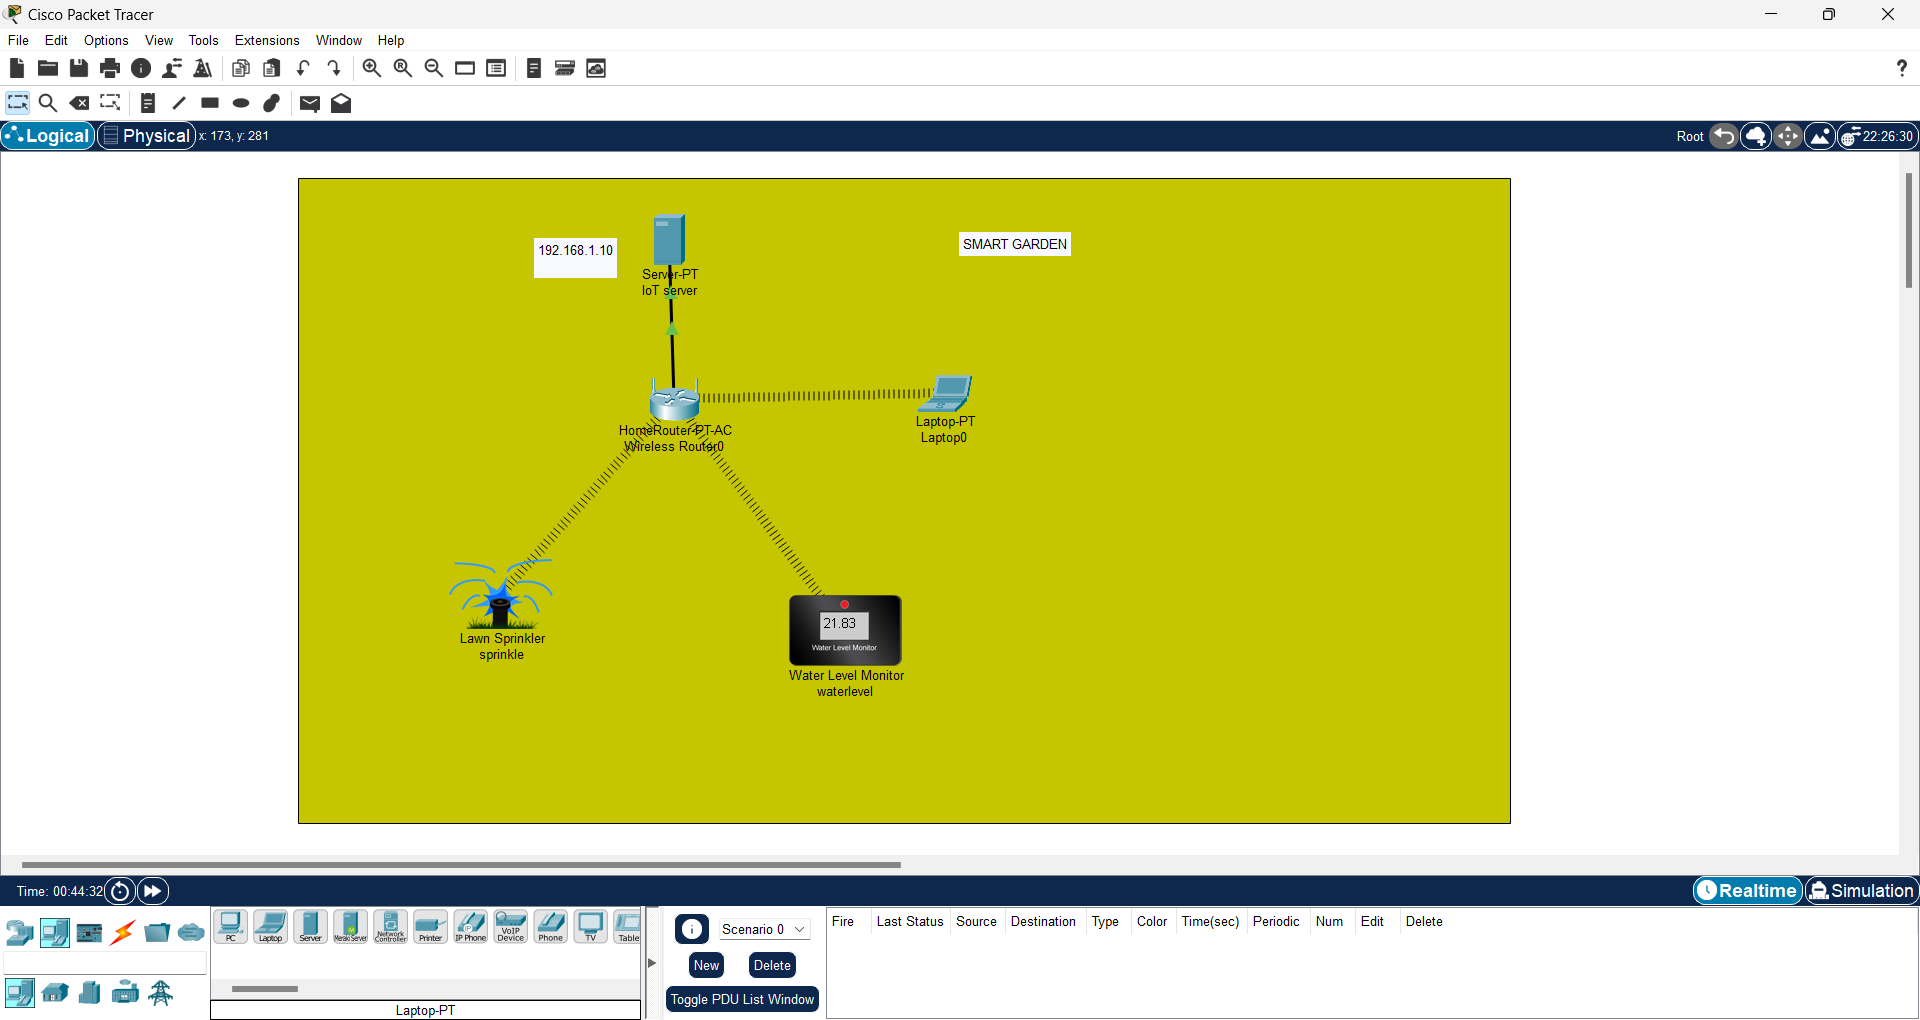 Cisco Packet Tracer
File Edit Options View Tools Extensions Window Help
?
Logical Physical x: 173, y: 281 Root 22:26:30
192.168.1.10
SMART GARDEN
Server-PT
IoT server
HomeRouter-PT-AC
Wireless Router0
Laptop-PT
Laptop0
Lawn Sprinkler
sprinkle
21.83
Water Level Monitor
Water Level Monitor
waterlevel
Time: 00:44:32 Realtime Simulation
PC Laptop Server MerakiServer Network Controller Printer IP Phone VoIP Device Phone TV Table
Laptop-PT
Scenario 0
New Delete
Toggle PDU List Window
Fire Last Status Source Destination Type Color Time(sec) Periodic Num Edit Delete